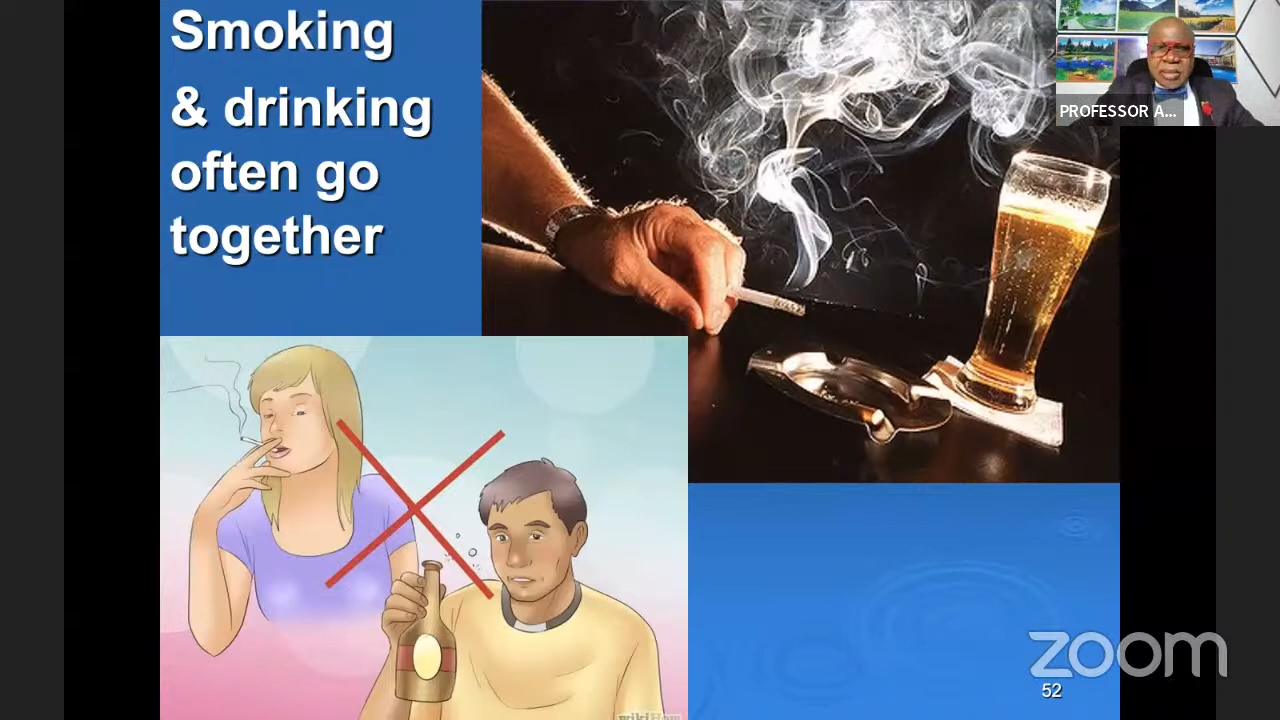 Smoking
& drinking
often go
together
PROFESSOR A...
zoom
52